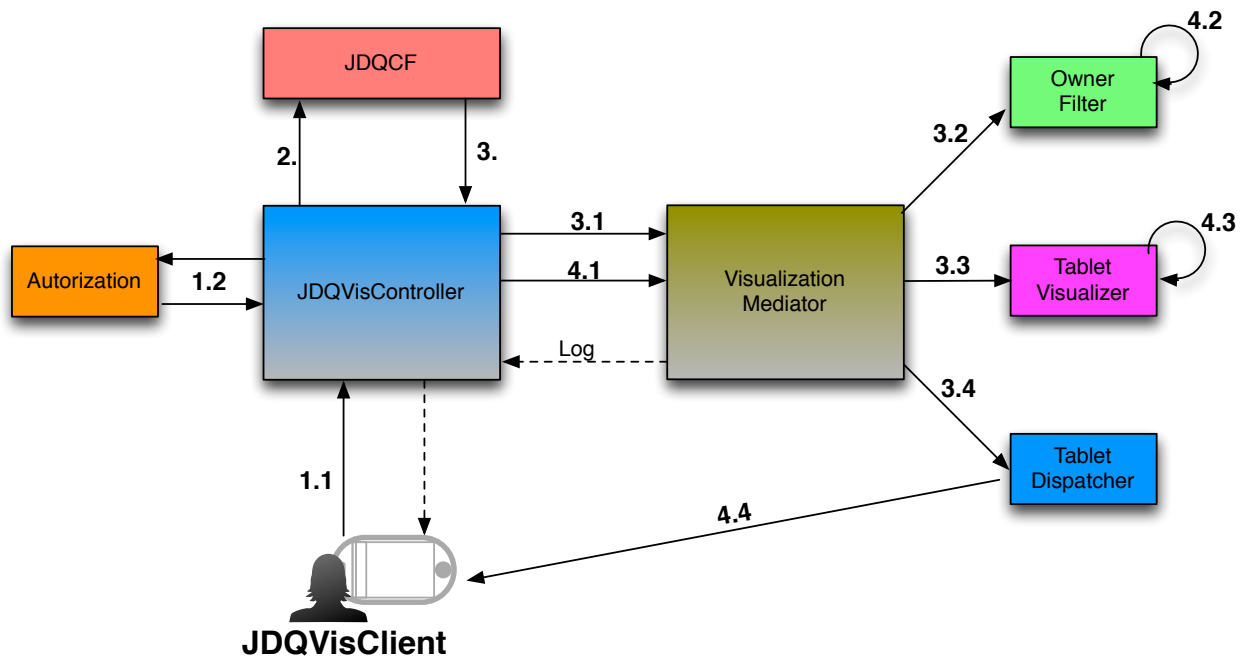 4.2
JDQCF
Owner
Filter
2.
3.
3.2
3.1
4.3
Autorization
1.2
JDQVisController
4.1
Visualization
Mediator
3.3
Tablet
Visualizer
Log
3.4
1.1
Tablet
Dispatcher
4.4
JDQVisClient